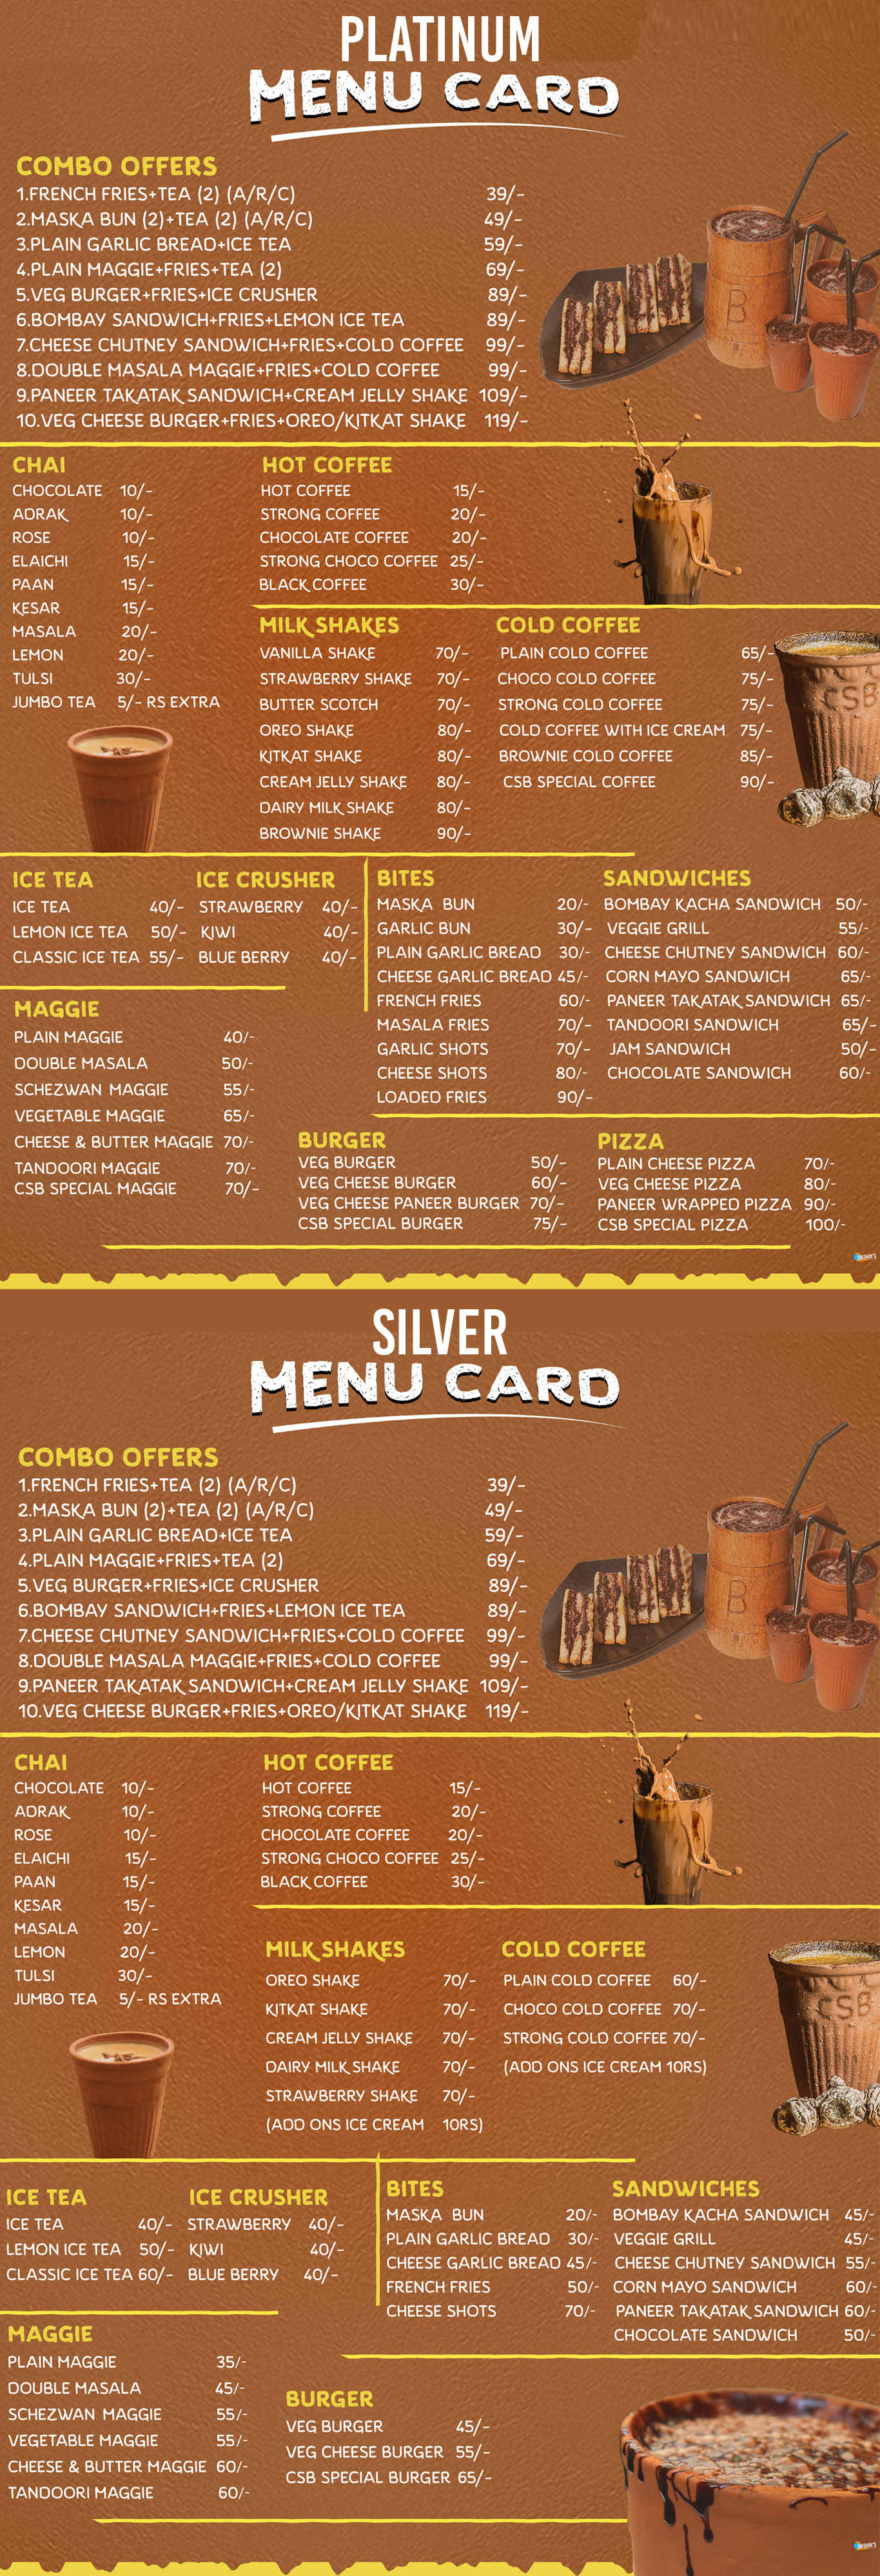 PLATINUM
MENU CARD
COMBO OFFERS
1.FRENCH FRIES+TEA (2) (A/R/C) 39/-
2.MASKA BUN (2)+TEA (2) (A/R/C) 49/-
3.PLAIN GARLIC BREAD+ICE TEA 59/-
4.PLAIN MAGGIE+FRIES+TEA (2) 69/-
5.VEG BURGER+FRIES+ICE CRUSHER 89/-
6.BOMBAY SANDWICH+FRIES+LEMON ICE TEA 89/-
7.CHEESE CHUTNEY SANDWICH+FRIES+COLD COFFEE 99/-
8.DOUBLE MASALA MAGGIE+FRIES+COLD COFFEE 99/-
9.PANEER TAKATAK SANDWICH+CREAM JELLY SHAKE 109/-
10.VEG CHEESE BURGER+FRIES+OREO/KITKAT SHAKE 119/-
B
CHAI
CHOCOLATE 10/-
ADRAK 10/-
ROSE 10/-
ELAICHI 15/-
PAAN 15/-
KESAR 15/-
MASALA 20/-
LEMON 20/-
TULSI 30/-
JUMBO TEA 5/- RS EXTRA
HOT COFFEE
HOT COFFEE 15/-
STRONG COFFEE 20/-
CHOCOLATE COFFEE 20/-
STRONG CHOCO COFFEE 25/-
BLACK COFFEE 30/-
MILK SHAKES
VANILLA SHAKE 70/-
STRAWBERRY SHAKE 70/-
BUTTER SCOTCH 70/-
OREO SHAKE 80/-
KITKAT SHAKE 80/-
CREAM JELLY SHAKE 80/-
DAIRY MILK SHAKE 80/-
BROWNIE SHAKE 90/-
COLD COFFEE
PLAIN COLD COFFEE 65/-
CHOCO COLD COFFEE 75/-
STRONG COLD COFFEE 75/-
COLD COFFEE WITH ICE CREAM 75/-
BROWNIE COLD COFFEE 85/-
CSB SPECIAL COFFEE 90/-
CSB
ICE TEA
ICE TEA 40/-
LEMON ICE TEA 50/-
CLASSIC ICE TEA 55/-
ICE CRUSHER
STRAWBERRY 40/-
KIWI 40/-
BLUE BERRY 40/-
BITES
MASKA BUN 20/-
GARLIC BUN 30/-
PLAIN GARLIC BREAD 30/-
CHEESE GARLIC BREAD 45/-
FRENCH FRIES 60/-
MASALA FRIES 70/-
GARLIC SHOTS 70/-
CHEESE SHOTS 80/-
LOADED FRIES 90/-
SANDWICHES
BOMBAY KACHA SANDWICH 50/-
VEGGIE GRILL 55/-
CHEESE CHUTNEY SANDWICH 60/-
CORN MAYO SANDWICH 65/-
PANEER TAKATAK SANDWICH 65/-
TANDOORI SANDWICH 65/-
JAM SANDWICH 50/-
CHOCOLATE SANDWICH 60/-
MAGGIE
PLAIN MAGGIE 40/-
DOUBLE MASALA 50/-
SCHEZWAN MAGGIE 55/-
VEGETABLE MAGGIE 65/-
CHEESE & BUTTER MAGGIE 70/-
TANDOORI MAGGIE 70/-
CSB SPECIAL MAGGIE 70/-
BURGER
VEG BURGER 50/-
VEG CHEESE BURGER 60/-
VEG CHEESE PANEER BURGER 70/-
CSB SPECIAL BURGER 75/-
PIZZA
PLAIN CHEESE PIZZA 70/-
VEG CHEESE PIZZA 80/-
PANEER WRAPPED PIZZA 90/-
CSB SPECIAL PIZZA 100/-
SILVER
MENU CARD
COMBO OFFERS
1.FRENCH FRIES+TEA (2) (A/R/C) 39/-
2.MASKA BUN (2)+TEA (2) (A/R/C) 49/-
3.PLAIN GARLIC BREAD+ICE TEA 59/-
4.PLAIN MAGGIE+FRIES+TEA (2) 69/-
5.VEG BURGER+FRIES+ICE CRUSHER 89/-
6.BOMBAY SANDWICH+FRIES+LEMON ICE TEA 89/-
7.CHEESE CHUTNEY SANDWICH+FRIES+COLD COFFEE 99/-
8.DOUBLE MASALA MAGGIE+FRIES+COLD COFFEE 99/-
9.PANEER TAKATAK SANDWICH+CREAM JELLY SHAKE 109/-
10.VEG CHEESE BURGER+FRIES+OREO/KITKAT SHAKE 119/-
B
CHAI
CHOCOLATE 10/-
ADRAK 10/-
ROSE 10/-
ELAICHI 15/-
PAAN 15/-
KESAR 15/-
MASALA 20/-
LEMON 20/-
TULSI 30/-
JUMBO TEA 5/- RS EXTRA
HOT COFFEE
HOT COFFEE 15/-
STRONG COFFEE 20/-
CHOCOLATE COFFEE 20/-
STRONG CHOCO COFFEE 25/-
BLACK COFFEE 30/-
MILK SHAKES
OREO SHAKE 70/-
KITKAT SHAKE 70/-
CREAM JELLY SHAKE 70/-
DAIRY MILK SHAKE 70/-
STRAWBERRY SHAKE 70/-
(ADD ONS ICE CREAM 10RS)
COLD COFFEE
PLAIN COLD COFFEE 60/-
CHOCO COLD COFFEE 70/-
STRONG COLD COFFEE 70/-
(ADD ONS ICE CREAM 10RS)
CSB
ICE TEA
ICE TEA 40/-
LEMON ICE TEA 50/-
CLASSIC ICE TEA 60/-
ICE CRUSHER
STRAWBERRY 40/-
KIWI 40/-
BLUE BERRY 40/-
BITES
MASKA BUN 20/-
PLAIN GARLIC BREAD 30/-
CHEESE GARLIC BREAD 45/-
FRENCH FRIES 50/-
CHEESE SHOTS 70/-
SANDWICHES
BOMBAY KACHA SANDWICH 45/-
VEGGIE GRILL 45/-
CHEESE CHUTNEY SANDWICH 55/-
CORN MAYO SANDWICH 60/-
PANEER TAKATAK SANDWICH 60/-
CHOCOLATE SANDWICH 50/-
MAGGIE
PLAIN MAGGIE 35/-
DOUBLE MASALA 45/-
SCHEZWAN MAGGIE 55/-
VEGETABLE MAGGIE 55/-
CHEESE & BUTTER MAGGIE 60/-
TANDOORI MAGGIE 60/-
BURGER
VEG BURGER 45/-
VEG CHEESE BURGER 55/-
CSB SPECIAL BURGER 65/-